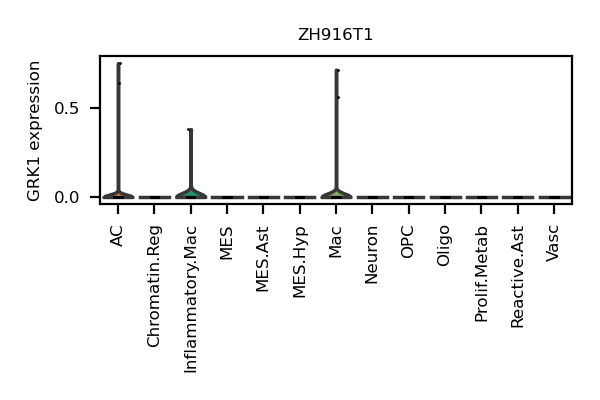 ZH916T1
GRK1 expression
0.5
0.0
AC
Chromatin.Reg
Inflammatory.Mac
MES
MES.Ast
MES.Hyp
Mac
Neuron
OPC
Oligo
Prolif.Metab
Reactive.Ast
Vasc